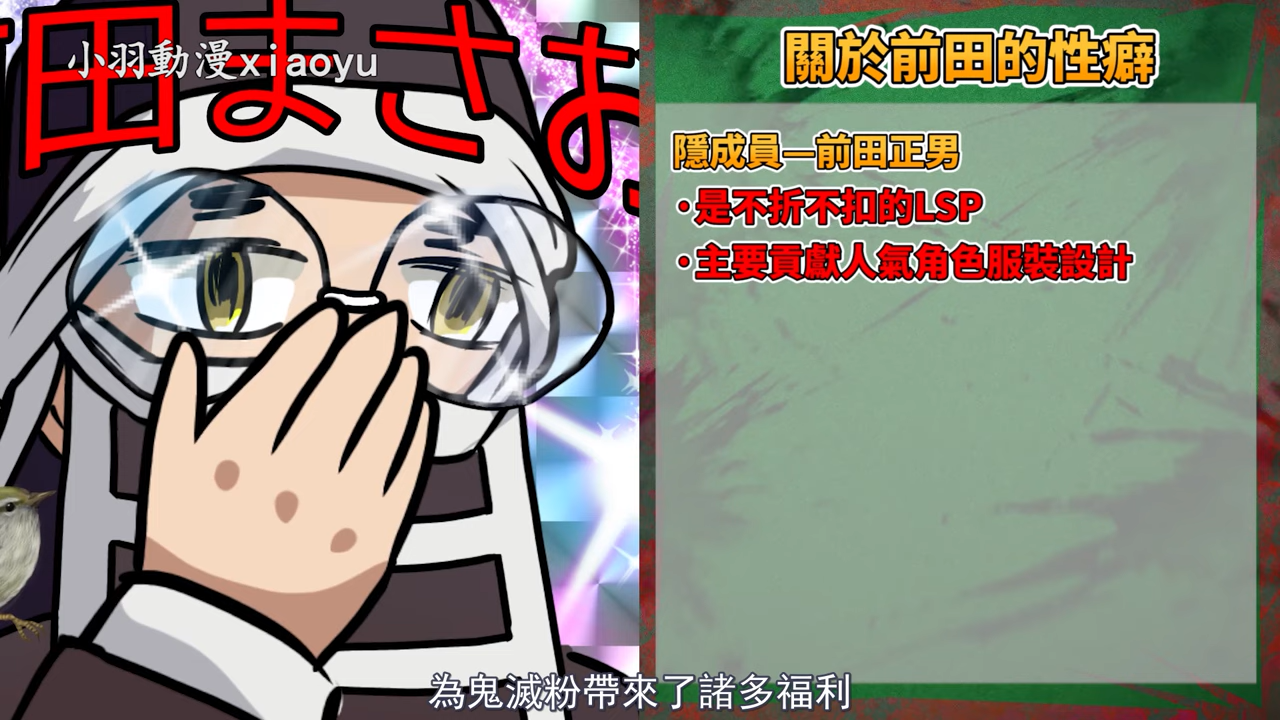 田まさお
小羽動漫xiaoyu
關於前田的性癖
隱成員—前田正男
•是不折不扣的LSP
•主要貢獻人氣角色服裝設計
為鬼滅粉帶來了諸多福利